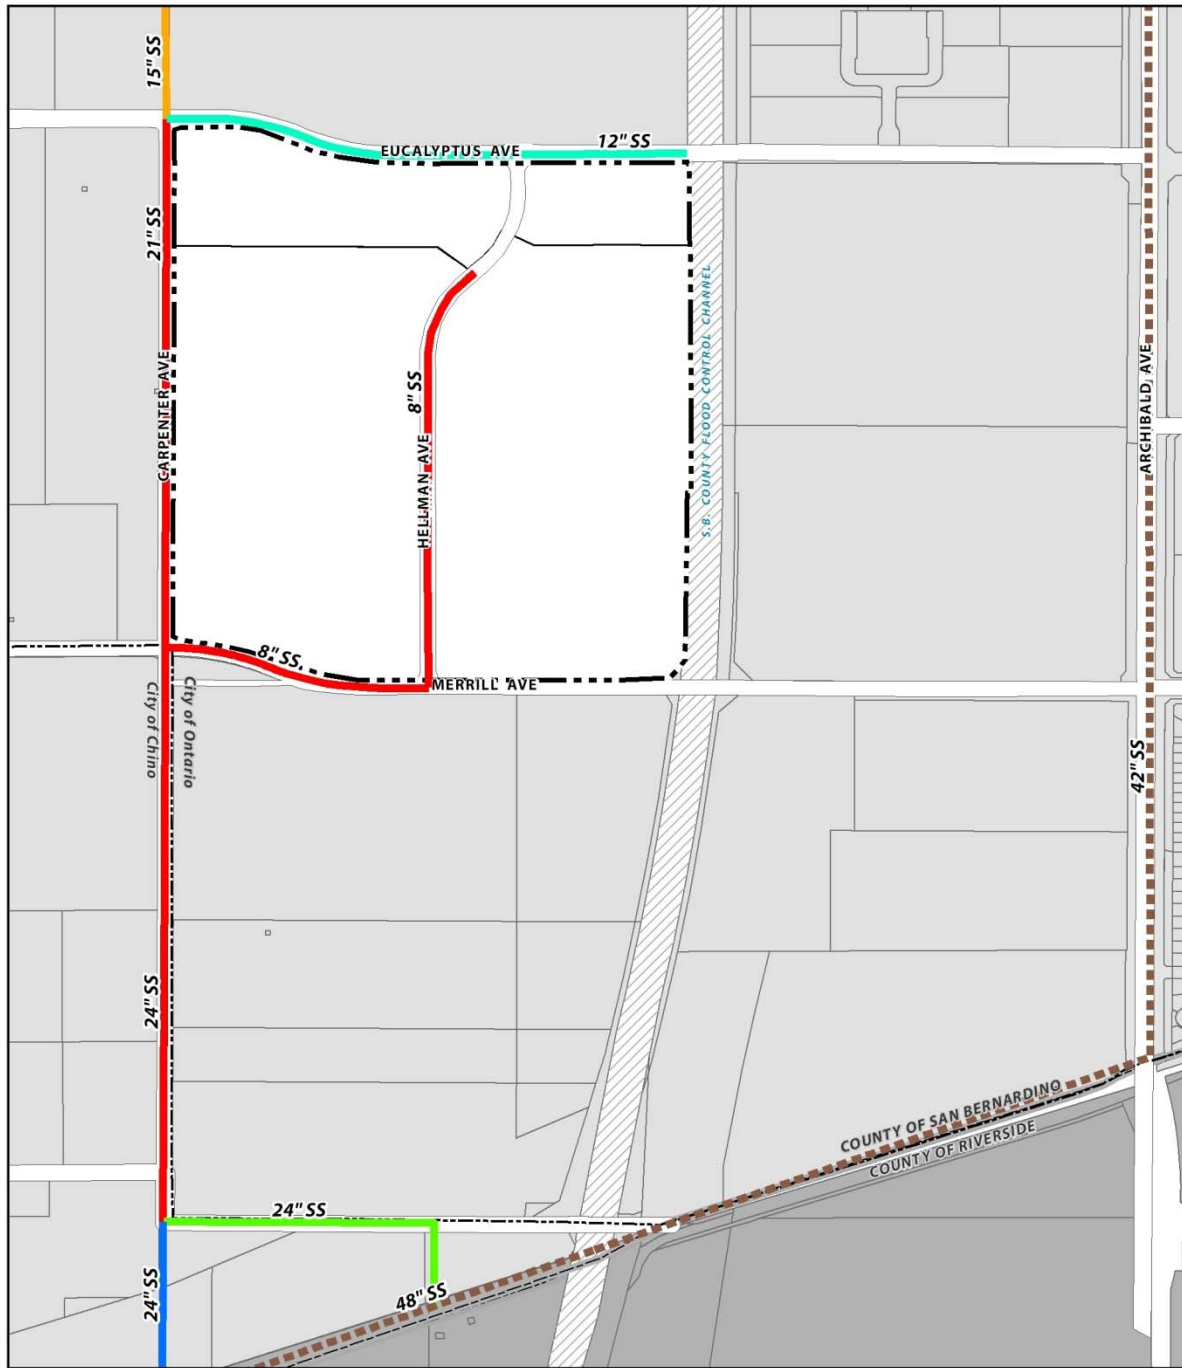 15" SS
12" SS
EUCALYPTUS AVE
21" SS
S.B. COUNTY FLOOD CONTROL CHANNEL
CARPENTER AVE
ARCHIBALD AVE
8" SS
HELLMAN AVE
8" SS
MERRILL AVE
City of Chino
City of Ontario
42" SS
24" SS
COUNTY OF SAN BERNARDINO
COUNTY OF RIVERSIDE
24" SS
24" SS
48" SS